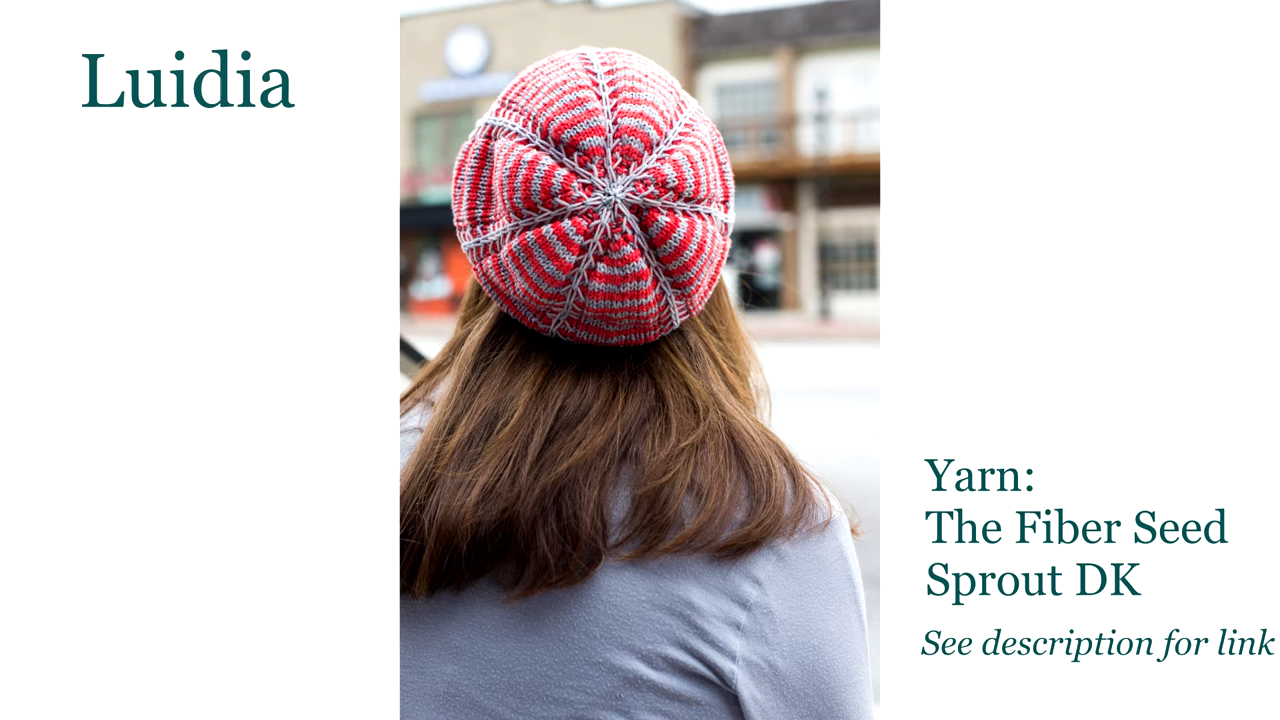 Luidia
Yarn:
The Fiber Seed
Sprout DK
See description for link